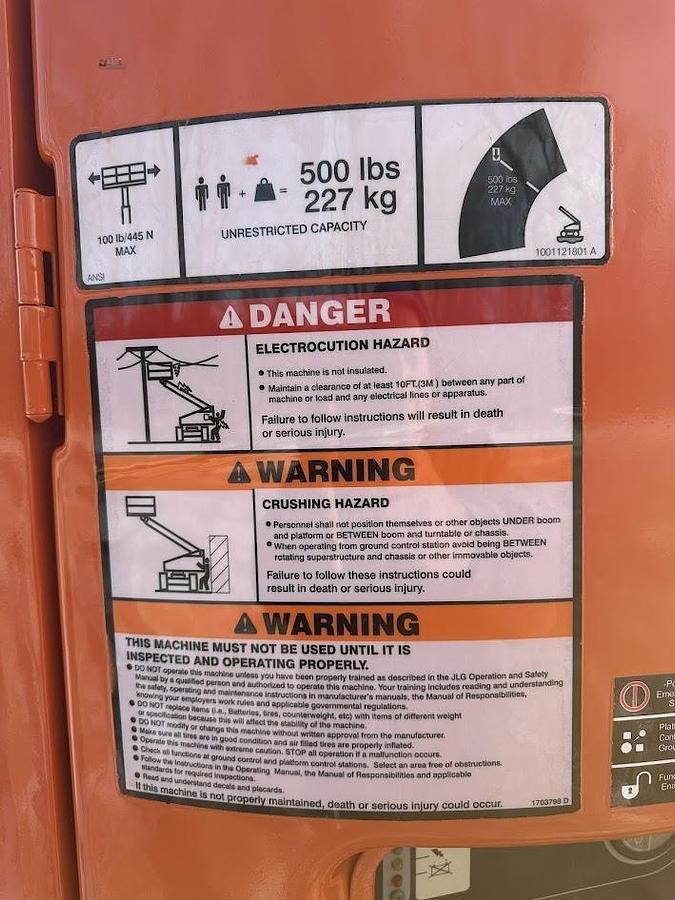 100 lb/445 N
MAX
ANSI
+
=
500 lbs
227 kg
UNRESTRICTED CAPACITY
500 lbs
227 kg
MAX
1001121801 A
DANGER
ELECTROCUTION HAZARD
• This machine is not insulated.
• Maintain a clearance of at least 10FT.(3M ) between any part of
machine or load and any electrical lines or apparatus.
Failure to follow instructions will result in death
or serious injury.
WARNING
CRUSHING HAZARD
• Personnel shall not position themselves or other objects UNDER boom
and platform or BETWEEN boom and turntable or chassis.
• When operating from ground control station avoid being BETWEEN
rotating superstructure and chassis or other immovable objects.
Failure to follow these instructions could
result in death or serious injury.
WARNING
THIS MACHINE MUST NOT BE USED UNTIL IT IS
INSPECTED AND OPERATING PROPERLY.
• DO NOT operate this machine unless you have been properly trained as described in the JLG Operation and Safety
Manual by a qualified person and authorized to operate this machine. Your training includes reading and understanding
the safety, operating and maintenance instructions in manufacturer's manuals, the Manual of Responsibilities,
knowing your employers work rules and applicable governmental regulations.
• DO NOT replace items (i.e., Batteries, tires, counterweight, etc) with items of different weight
or specification because this will affect the stability of the machine.
• DO NOT modify or change this machine without written approval from the manufacturer.
• Make sure all tires are in good condition and air filled tires are properly inflated.
• Operate this machine with extreme caution. STOP all operation if a malfunction occurs.
• Check all functions at ground control and platform control stations. Select an area free of obstructions.
• Follow the Instructions in the Operating Manual, the Manual of Responsibilities and applicable
standards for required inspections.
• Read and understand decals and placards.
If this machine is not properly maintained, death or serious injury could occur.
1703798 D